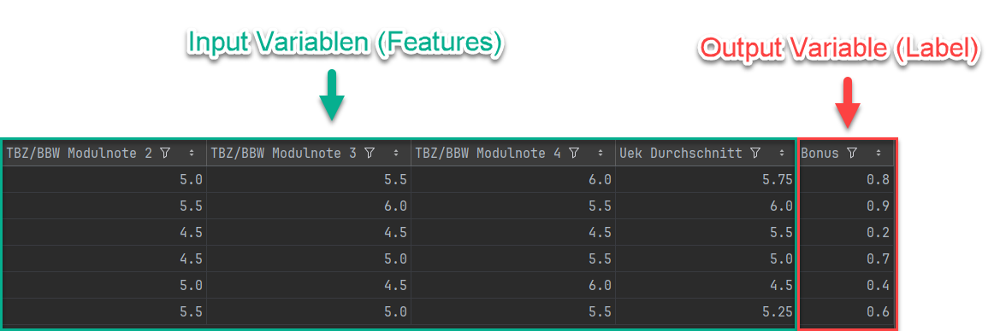 Input Variablen (Features)
Output Variable (Label)
TBZ/BBW Modulnote 2 TBZ/BBW Modulnote 3 TBZ/BBW Modulnote 4 Uek Durchschnitt Bonus
5.0 5.5 6.0 5.75 0.8
5.5 6.0 5.5 6.0 0.9
4.5 4.5 4.5 5.5 0.2
4.5 5.0 5.5 5.0 0.7
5.0 4.5 6.0 4.5 0.4
5.5 5.0 5.5 5.25 0.6